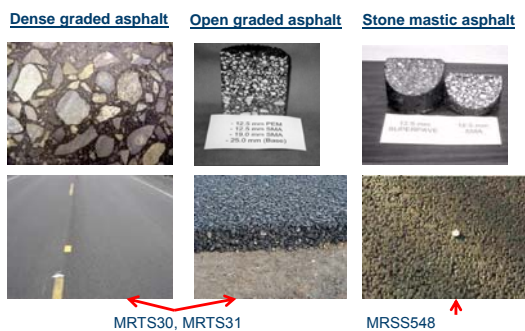 Dense graded asphalt
Open graded asphalt
Stone mastic asphalt
- 12.5 mm PEM
- 12.5 mm SMA
- 19.0 mm SMA
- 25.0 mm (Base)
12.5 mm
SUPERPAVE
12.5 mm
SMA
MRTS30, MRTS31
MRSS548